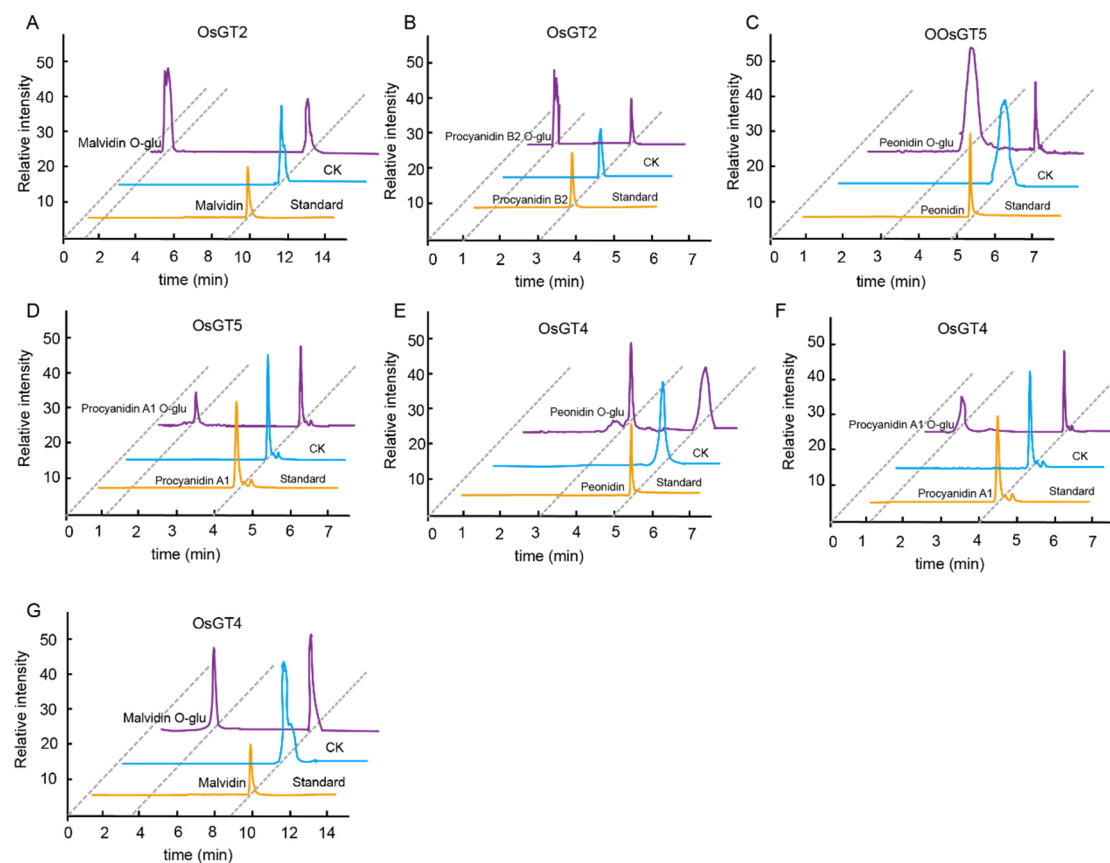 A
OsGT2
50
40
30
20
10
Relative intensity
Malvidin O-glu
CK
Malvidin
Standard
0 2 4 6 8 10 12 14
time (min)
B
OsGT2
50
40
30
20
10
Relative intensity
Procyanidin B2 O-glu
CK
Procyanidin B2
Standard
0 1 2 3 4 5 6 7
time (min)
C
OOsGT5
50
40
30
20
10
Relative intensity
Peonidin O-glu
CK
Peonidin
Standard
0 1 2 3 4 5 6 7
time (min)
D
OsGT5
50
40
30
20
10
Relative intensity
Procyanidin A1 O-glu
CK
Procyanidin A1
Standard
0 1 2 3 4 5 6 7
time (min)
E
OsGT4
50
40
30
20
10
Relative intensity
Peonidin O-glu
CK
Peonidin
Standard
0 1 2 3 4 5 6 7
time (min)
F
OsGT4
50
40
30
20
10
Relative intensity
Procyanidin A1 O-glu
CK
Procyanidin A1
Standard
0 1 2 3 4 5 6 7
time (min)
G
OsGT4
50
40
30
20
10
Relative intensity
Malvidin O-glu
CK
Malvidin
Standard
0 2 4 6 8 10 12 14
time (min)